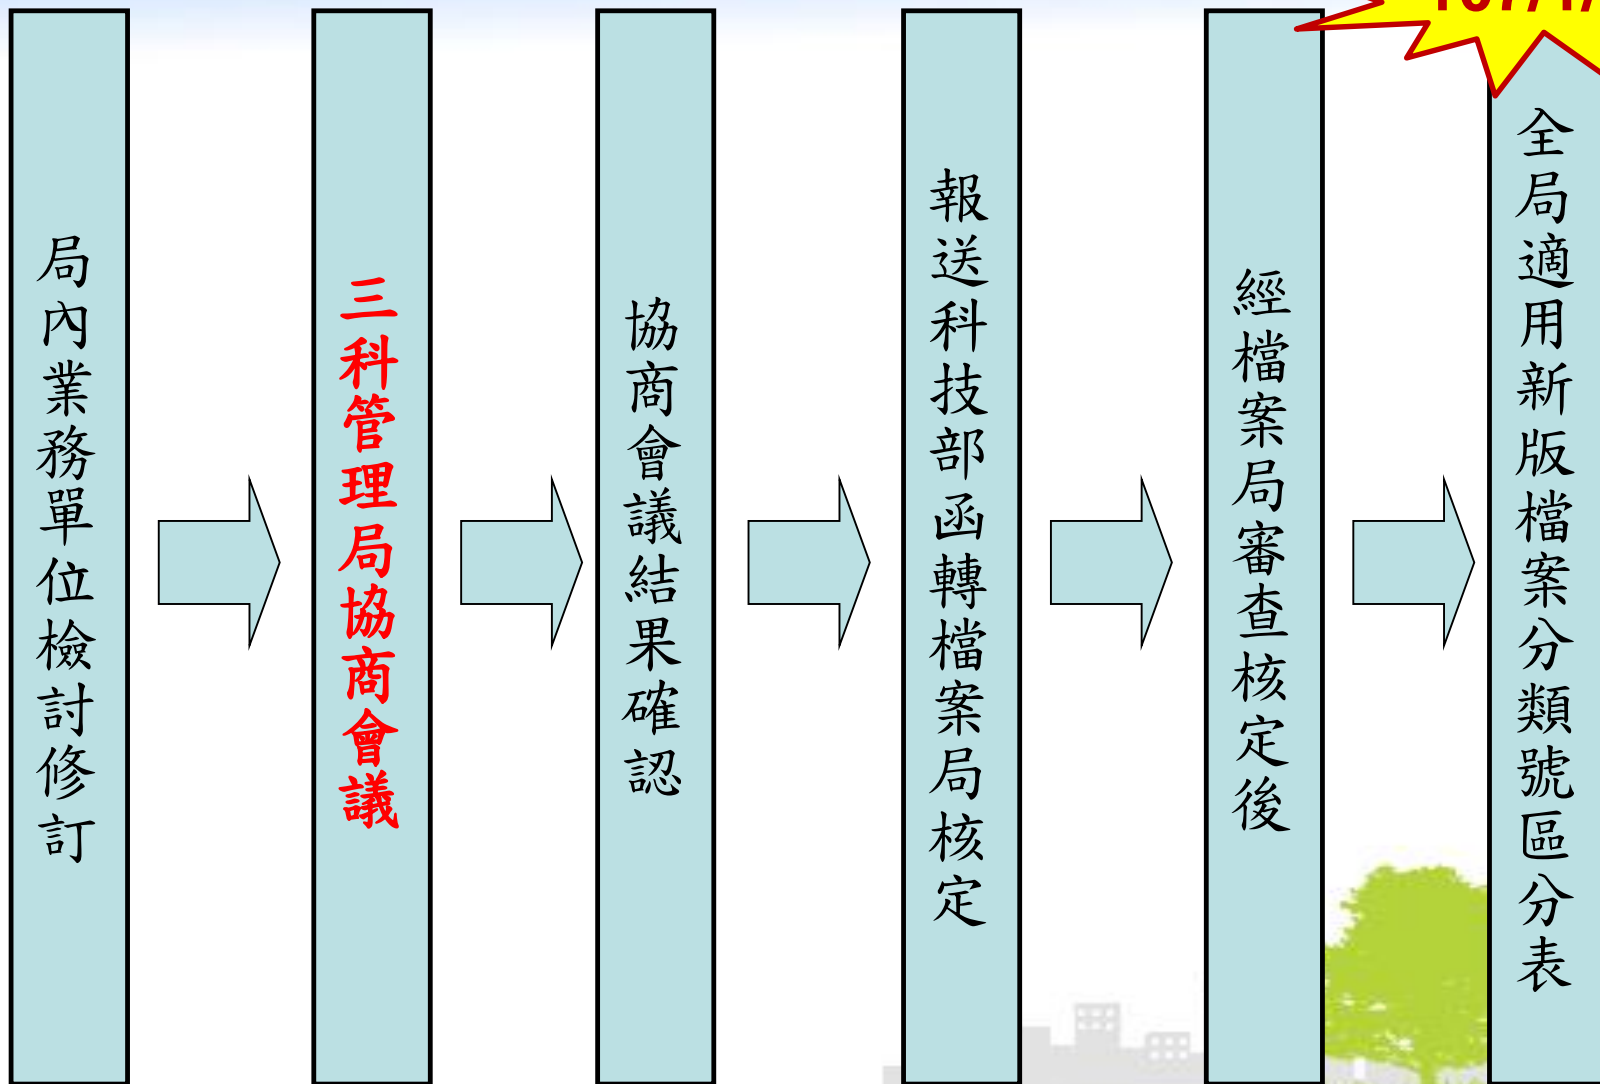 局內業務單位檢討修訂
三科管理局協商會議
協商會議結果確認
報送科技部函轉檔案局核定
經檔案局審查核定後
全局適用新版檔案分類號區分表